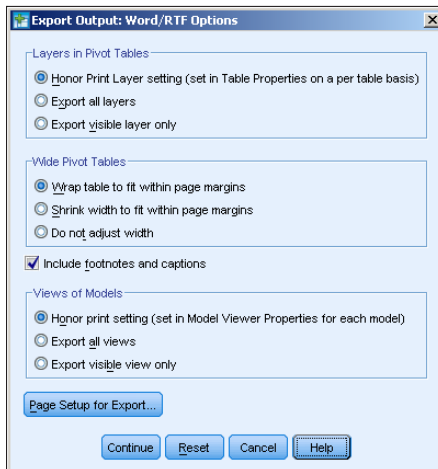 Export Output: Word/RTF Options
Layers in Pivot Tables
Honor Print Layer setting (set in Table Properties on a per table basis)
Export all layers
Export visible layer only
Wide Pivot Tables
Wrap table to fit within page margins
Shrink width to fit within page margins
Do not adjust width
Include footnotes and captions
Views of Models
Honor print setting (set in Model Viewer Properties for each model)
Export all views
Export visible view only
Page Setup for Export...
Continue Reset Cancel Help